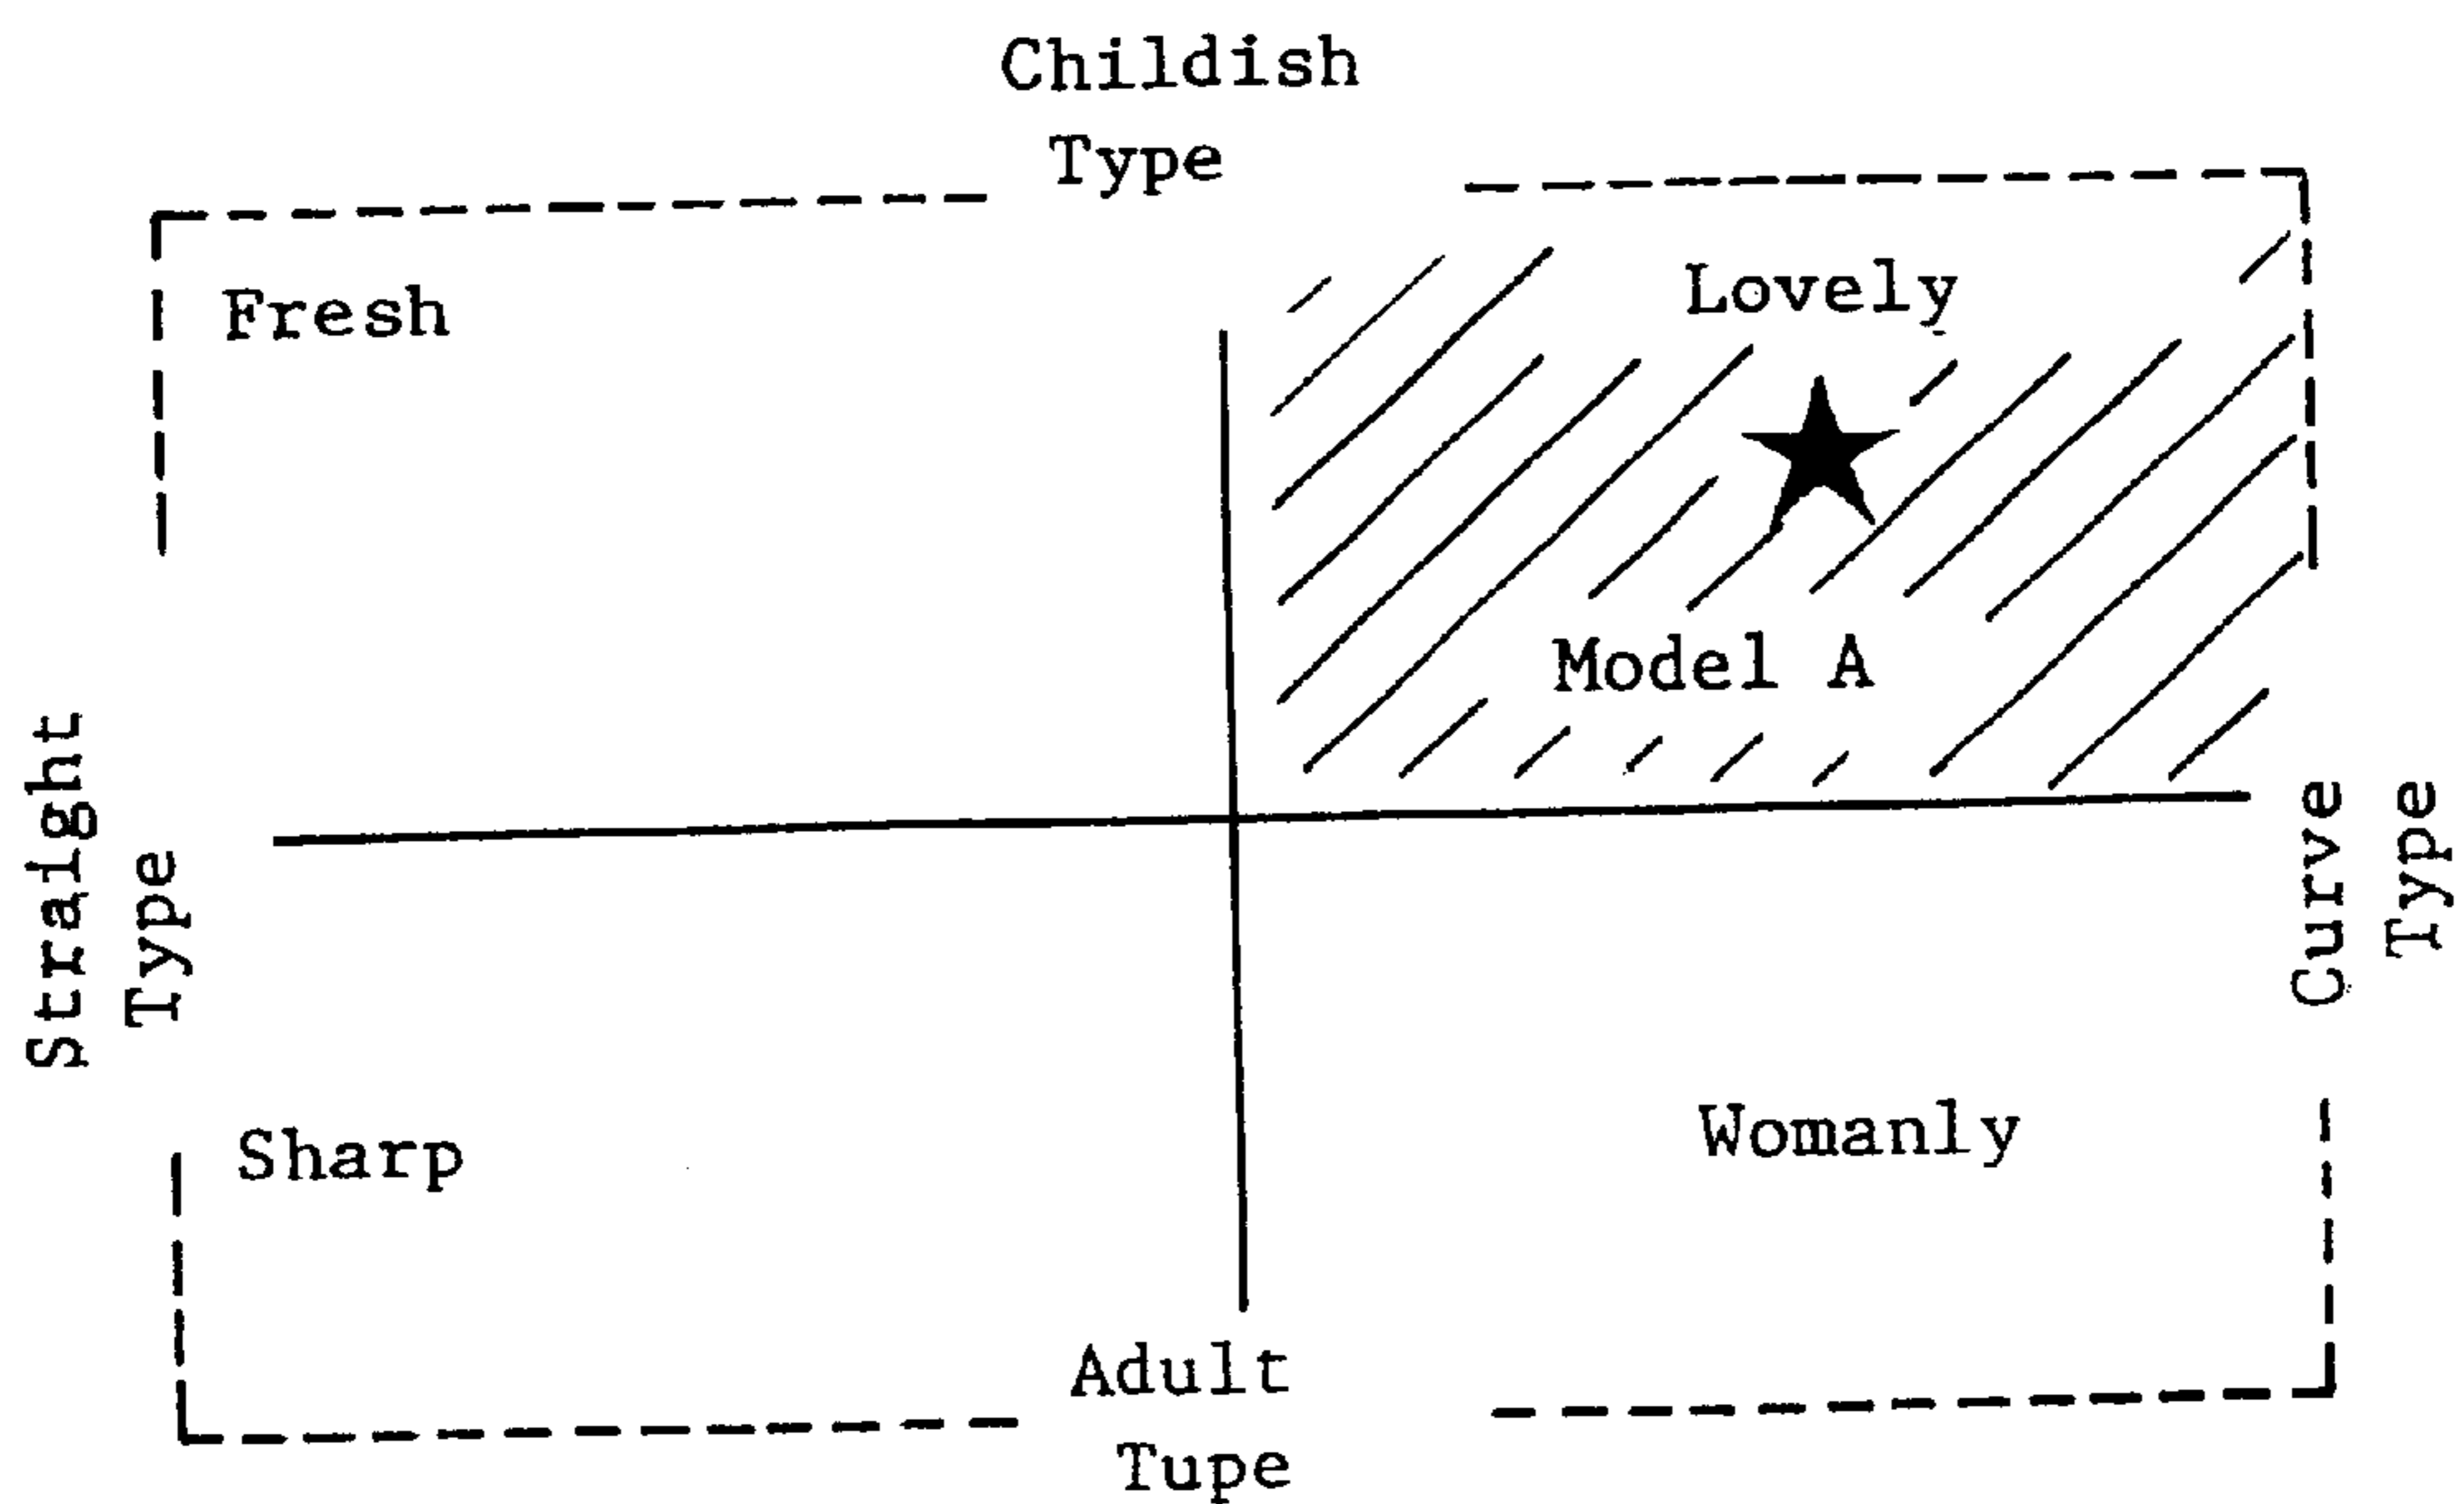 Childish
Type
Fresh
Lovely
Model A
Straight
Type
Curve
Type
Sharp
Womanly
Adult
Tupe